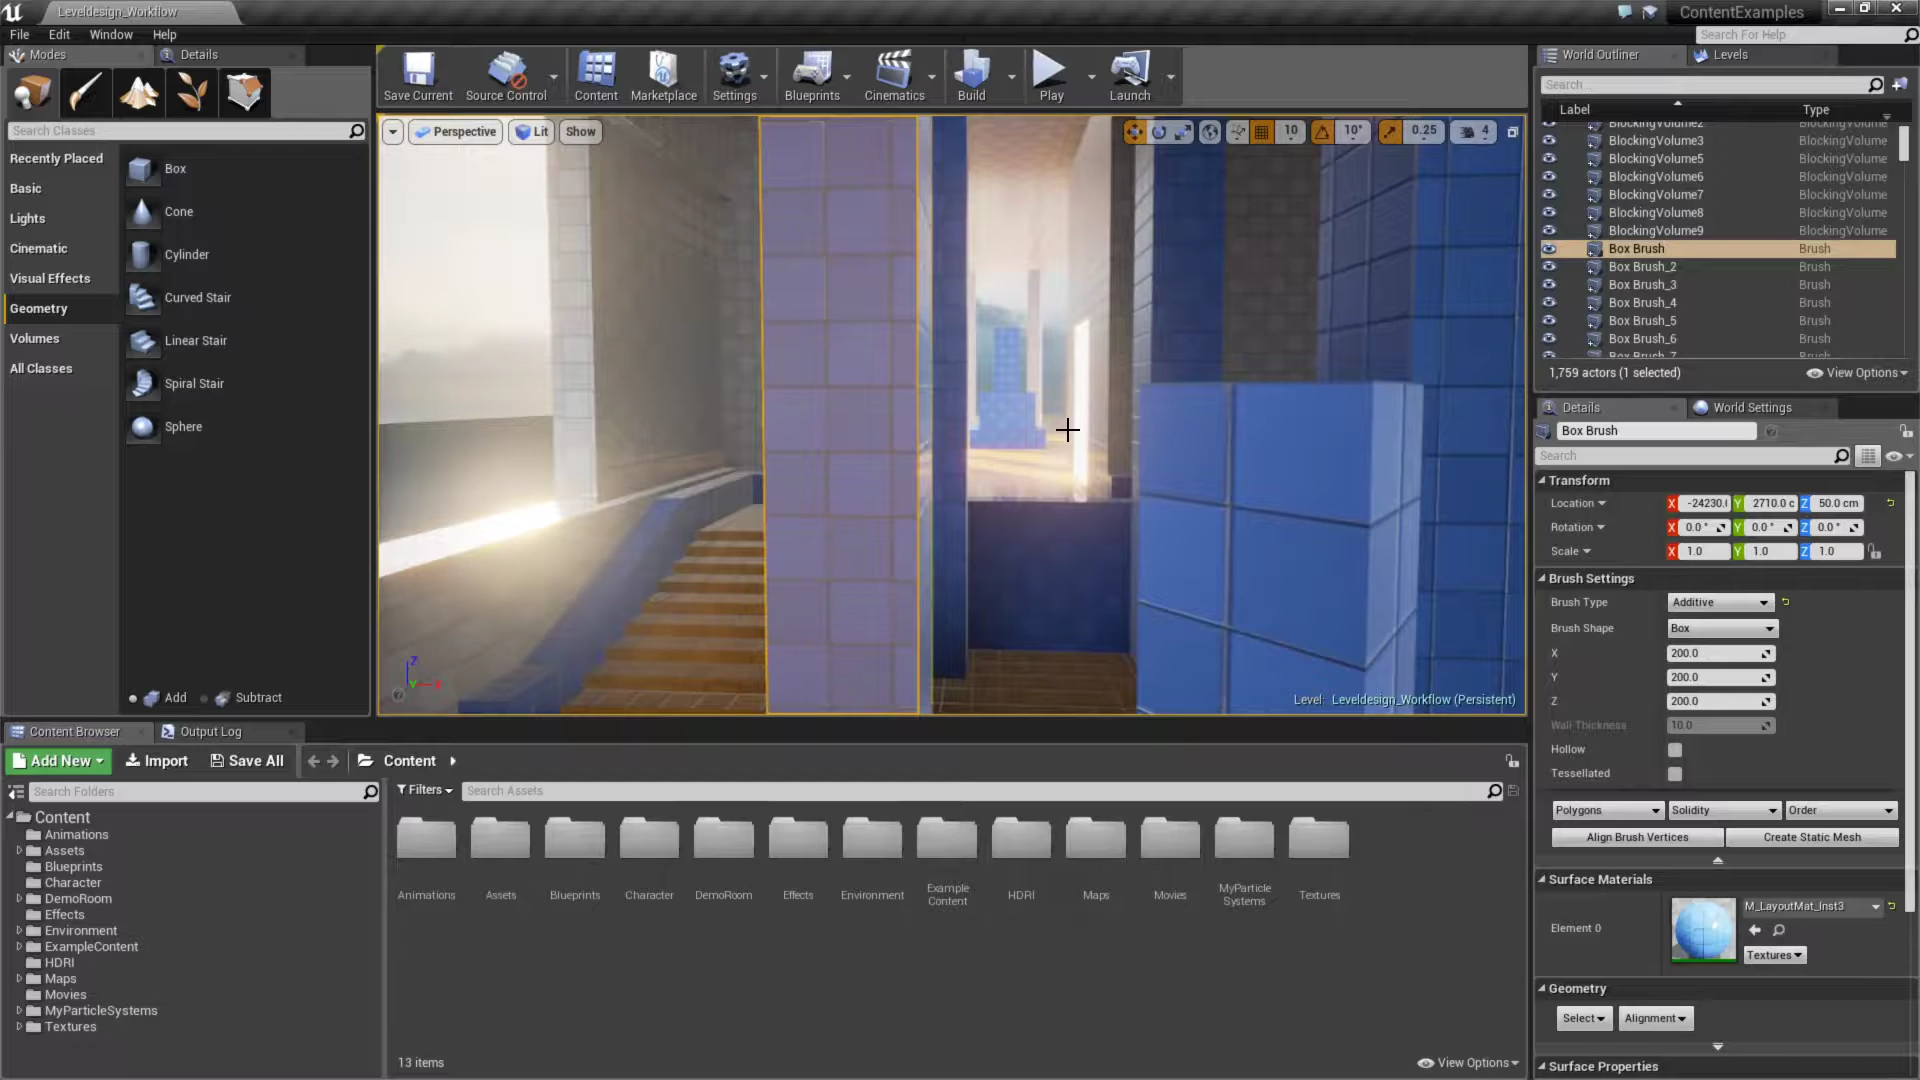 Leveldesign_Workflow
ContentExamples
File Edit Window Help
Search For Help
Modes
Details
Save Current
Source Control
Content
Marketplace
Settings
Blueprints
Cinematics
Build
Play
Launch
World Outliner
Levels
Search...
Label Type
BlockingVolume2 BlockingVolume
BlockingVolume3 BlockingVolume
BlockingVolume5 BlockingVolume
BlockingVolume6 BlockingVolume
BlockingVolume7 BlockingVolume
BlockingVolume8 BlockingVolume
BlockingVolume9 BlockingVolume
Box Brush Brush
Box Brush_2 Brush
Box Brush_3 Brush
Box Brush_4 Brush
Box Brush_5 Brush
Box Brush_6 Brush
Box Brush_7 Brush
1,759 actors (1 selected)
View Options
Search Classes
Recently Placed
Basic
Lights
Cinematic
Visual Effects
Geometry
Volumes
All Classes
Box
Cone
Cylinder
Curved Stair
Linear Stair
Spiral Stair
Sphere
Add
Subtract
Perspective
Lit
Show
10
10°
0.25
4
Z
Level: Leveldesign_Workflow (Persistent)
Details
World Settings
Box Brush
Search
Transform
Location X -24230.( Y 2710.0 c Z 50.0 cm
Rotation X 0.0 ° Y 0.0 ° Z 0.0 °
Scale X 1.0 Y 1.0 Z 1.0
Brush Settings
Brush Type Additive
Brush Shape Box
X 200.0
Y 200.0
Z 200.0
Wall Thickness 10.0
Hollow
Tessellated
Polygons Solidity Order
Align Brush Vertices
Create Static Mesh
Surface Materials
Element 0
M_LayoutMat_Inst3
Textures
Geometry
Select
Alignment
Surface Properties
Content Browser
Output Log
Add New
Import
Save All
Content
Search Folders
Filters
Search Assets
Content
Animations
Assets
Blueprints
Character
DemoRoom
Effects
Environment
ExampleContent
HDRI
Maps
Movies
MyParticleSystems
Textures
Animations
Assets
Blueprints
Character
DemoRoom
Effects
Environment
Example
Content
HDRI
Maps
Movies
MyParticle
Systems
Textures
13 items
View Options